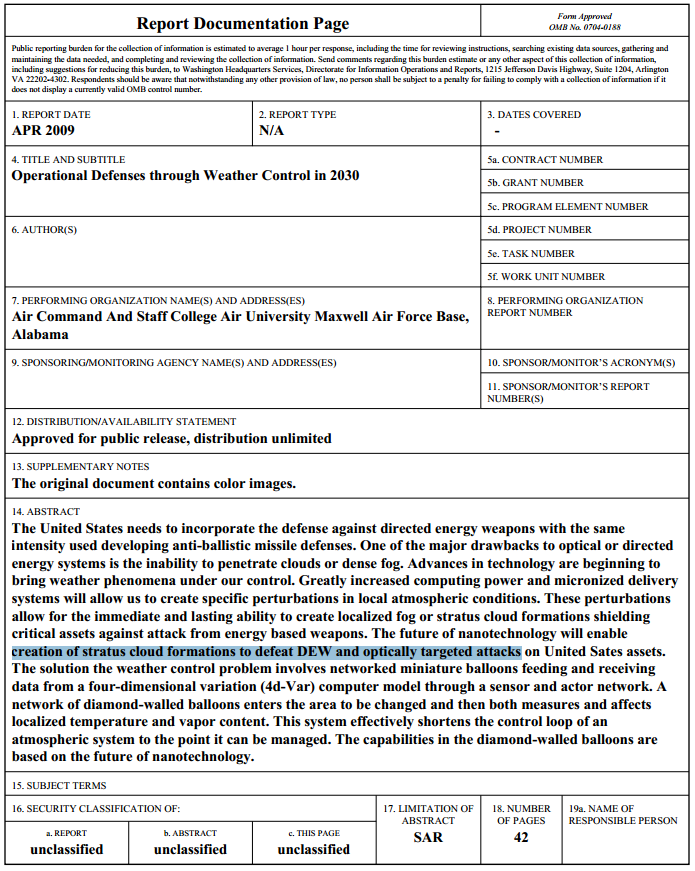 Report Documentation Page
Form Approved
OMB No. 0704-0188
Public reporting burden for the collection of information is estimated to average 1 hour per response, including the time for reviewing instructions, searching existing data sources, gathering and
maintaining the data needed, and completing and reviewing the collection of information. Send comments regarding this burden estimate or any other aspect of this collection of information,
including suggestions for reducing this burden, to Washington Headquarters Services, Directorate for Information Operations and Reports, 1215 Jefferson Davis Highway, Suite 1204, Arlington
VA 22202-4302. Respondents should be aware that notwithstanding any other provision of law, no person shall be subject to a penalty for failing to comply with a collection of information if it
does not display a currently valid OMB control number.
1. REPORT DATE
APR 2009
2. REPORT TYPE
N/A
3. DATES COVERED
-
4. TITLE AND SUBTITLE
Operational Defenses through Weather Control in 2030
5a. CONTRACT NUMBER
5b. GRANT NUMBER
5c. PROGRAM ELEMENT NUMBER
6. AUTHOR(S)
5d. PROJECT NUMBER
5e. TASK NUMBER
5f. WORK UNIT NUMBER
7. PERFORMING ORGANIZATION NAME(S) AND ADDRESS(ES)
Air Command And Staff College Air University Maxwell Air Force Base,
Alabama
8. PERFORMING ORGANIZATION
REPORT NUMBER
9. SPONSORING/MONITORING AGENCY NAME(S) AND ADDRESS(ES)
10. SPONSOR/MONITOR'S ACRONYM(S)
11. SPONSOR/MONITOR'S REPORT
NUMBER(S)
12. DISTRIBUTION/AVAILABILITY STATEMENT
Approved for public release, distribution unlimited
13. SUPPLEMENTARY NOTES
The original document contains color images.
14. ABSTRACT
The United States needs to incorporate the defense against directed energy weapons with the same
intensity used developing anti-ballistic missile defenses. One of the major drawbacks to optical or directed
energy systems is the inability to penetrate clouds or dense fog. Advances in technology are beginning to
bring weather phenomena under our control. Greatly increased computing power and micronized delivery
systems will allow us to create specific perturbations in local atmospheric conditions. These perturbations
allow for the immediate and lasting ability to create localized fog or stratus cloud formations shielding
critical assets against attack from energy based weapons. The future of nanotechnology will enable
creation of stratus cloud formations to defeat DEW and optically targeted attacks on United Sates assets.
The solution the weather control problem involves networked miniature balloons feeding and receiving
data from a four-dimensional variation (4d-Var) computer model through a sensor and actor network. A
network of diamond-walled balloons enters the area to be changed and then both measures and affects
localized temperature and vapor content. This system effectively shortens the control loop of an
atmospheric system to the point it can be managed. The capabilities in the diamond-walled balloons are
based on the future of nanotechnology.
15. SUBJECT TERMS
16. SECURITY CLASSIFICATION OF:
a. REPORT
unclassified
b. ABSTRACT
unclassified
c. THIS PAGE
unclassified
17. LIMITATION OF
ABSTRACT
SAR
18. NUMBER
OF PAGES
42
19a. NAME OF
RESPONSIBLE PERSON